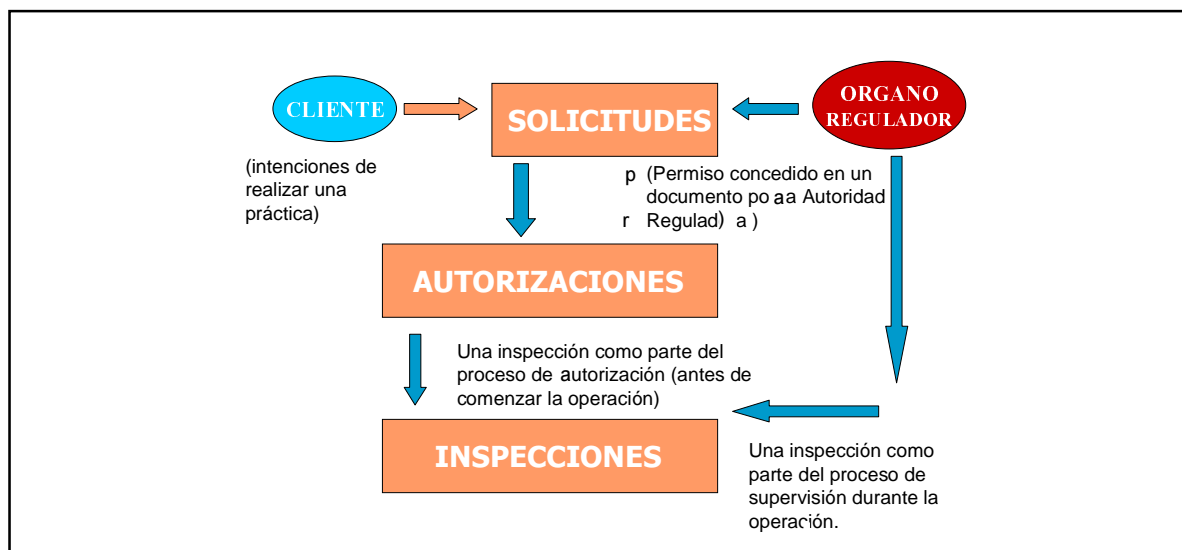 CLIENTE
SOLICITUDES
ORGANO
REGULADOR
(intenciones de
realizar una
práctica)
p (Permiso concedido en un
documento po aa Autoridad
r Regulad) a )
AUTORIZACIONES
Una inspección como parte del
proceso de autorización (antes de
comenzar la operación)
INSPECCIONES
Una inspección como
parte del proceso de
supervisión durante la
operación.